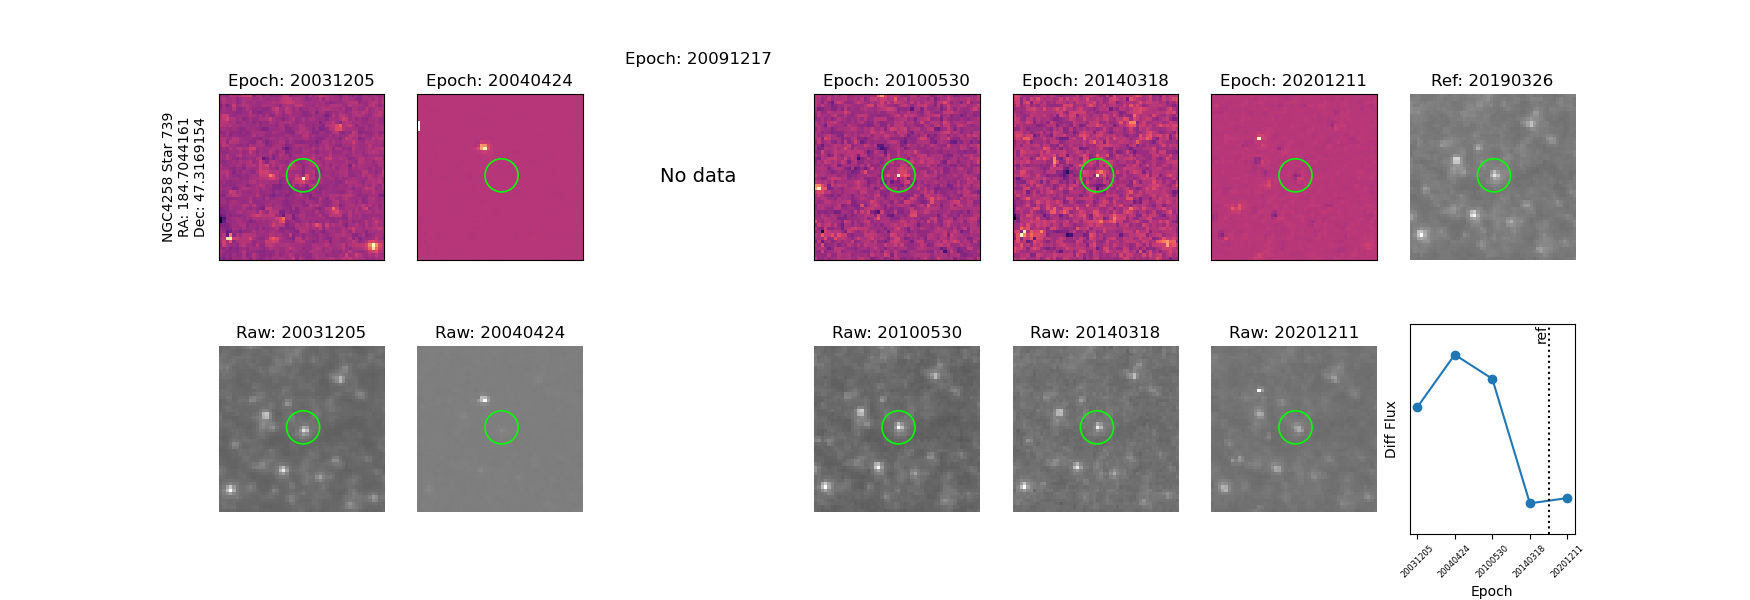 Epoch: 20091217
Epoch: 20031205
Epoch: 20040424
Epoch: 20100530
Epoch: 20140318
Epoch: 20201211
Ref: 20190326
NGC4258 Star 739
RA: 184.7044161
Dec: 47.3169154
No data
Raw: 20031205
Raw: 20040424
Raw: 20100530
Raw: 20140318
Raw: 20201211
ref
Diff Flux
20031205
20040424
20100530
20140318
20201211
Epoch